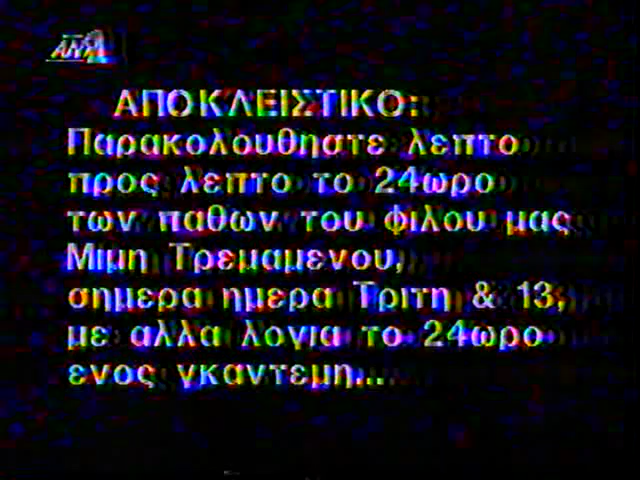 ΑΝΤ1
ΑΠΟΚΛΕΙΣΤΙΚΟ:
Παρακολουθηστε λεπτο
προς λεπτο το 24ωρο
των παθων του φιλου μας
Μιμη Τρεμαμενου,
σημερα ημερα Τριτη & 13,
με αλλα λογια το 24ωρο
ενος γκαντεμη...